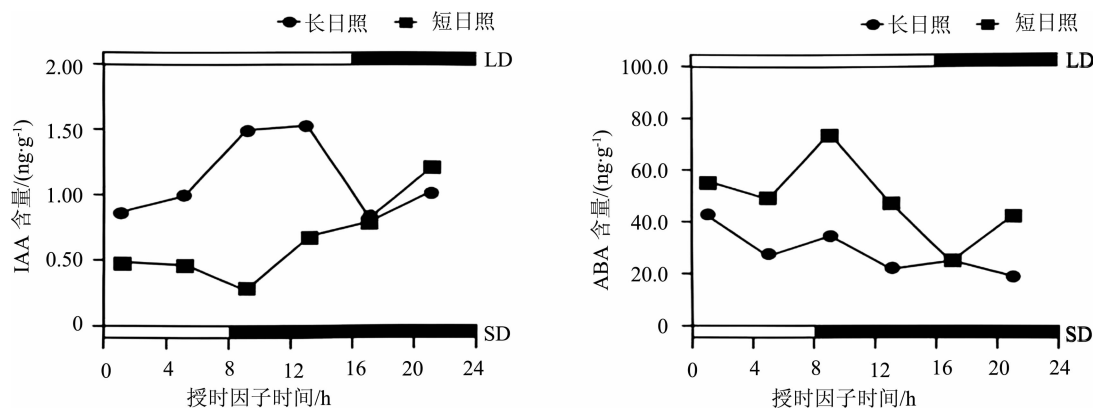 长日照 短日照
2.00
1.50
1.00
0.50
0
IAA 含量/(ng·g⁻¹)
LD
SD
0 4 8 12 16 20 24
授时因子时间/h
长日照 短日照
100.0
80.0
60.0
40.0
20.0
0
ABA 含量/(ng·g⁻¹)
LD
SD
0 4 8 12 16 20 24
授时因子时间/h